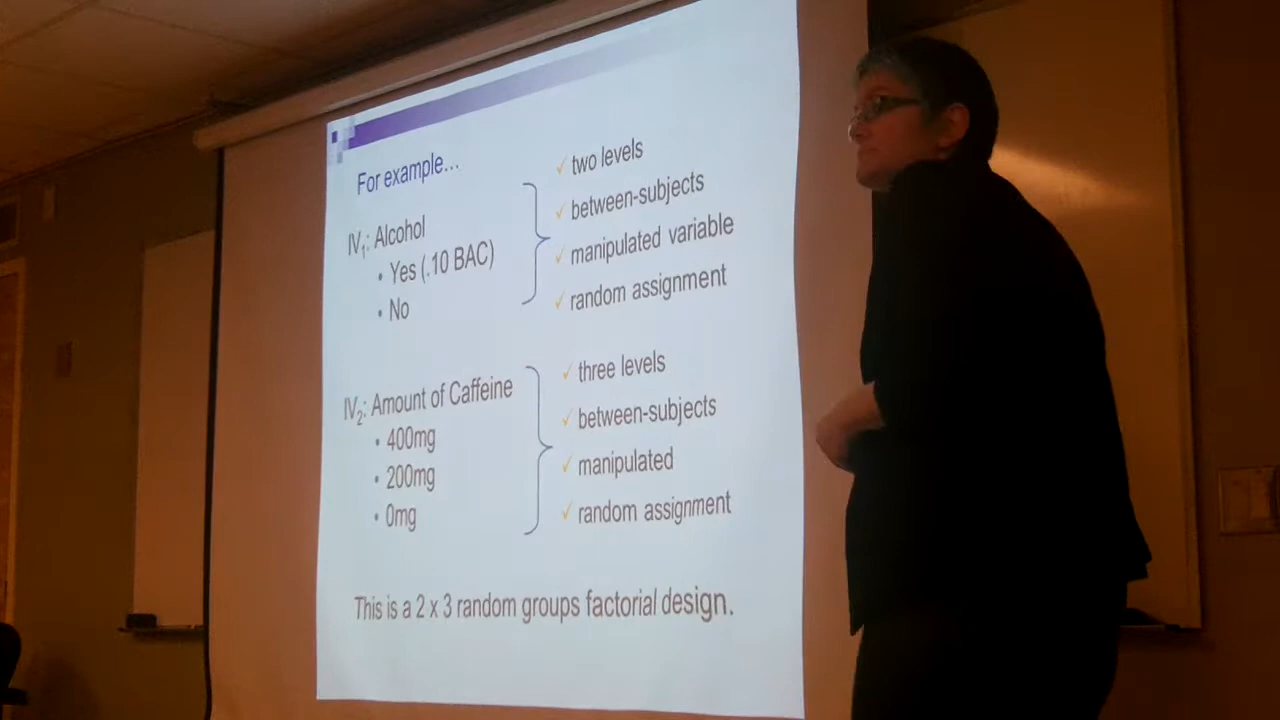 For example...
IV1: Alcohol
• Yes (.10 BAC)
• No
✓ two levels
✓ between-subjects
✓ manipulated variable
✓ random assignment
IV2: Amount of Caffeine
• 400mg
• 200mg
• 0mg
✓ three levels
✓ between-subjects
✓ manipulated
✓ random assignment
This is a 2 x 3 random groups factorial design.